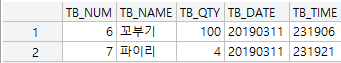 TB_NUM TB_NAME TB_QTY TB_DATE TB_TIME
1 6 꼬부기 100 20190311 231906
2 7 파이리 4 20190311 231921